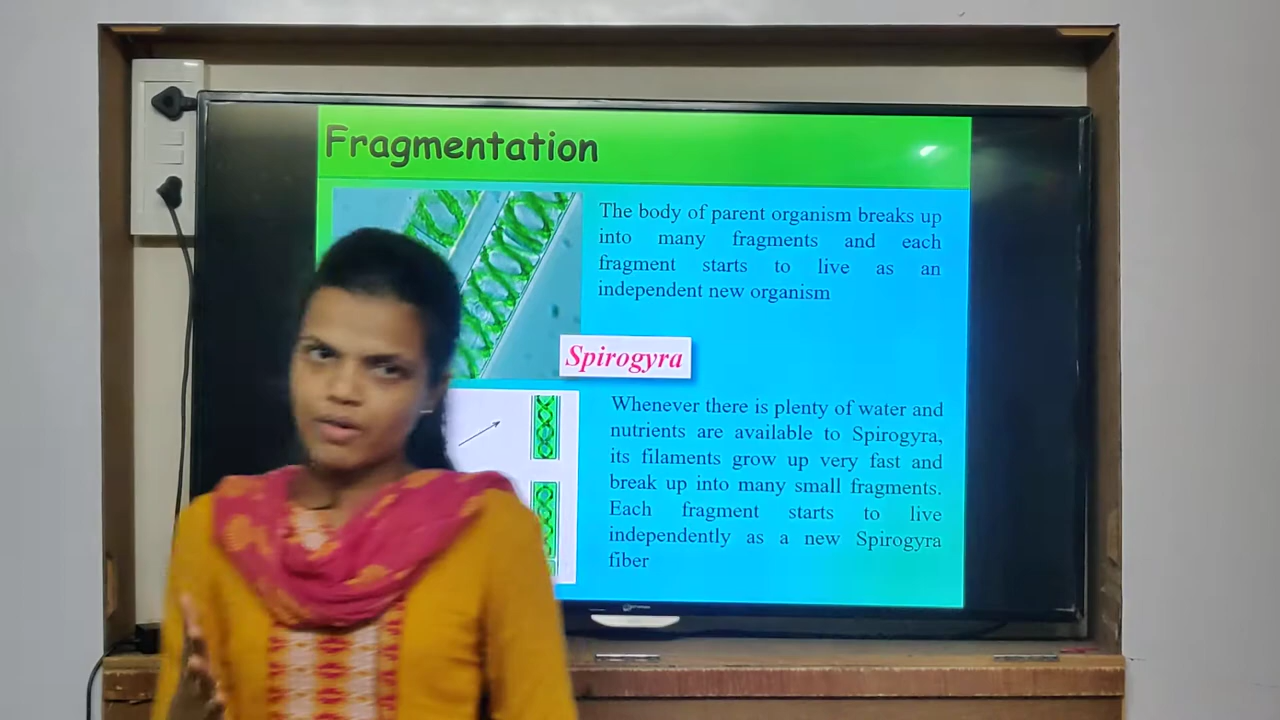 Fragmentation
The body of parent organism breaks up
into many fragments and each
fragment starts to live as an
independent new organism
Spirogyra
Whenever there is plenty of water and
nutrients are available to Spirogyra,
its filaments grow up very fast and
break up into many small fragments.
Each fragment starts to live
independently as a new Spirogyra
fiber